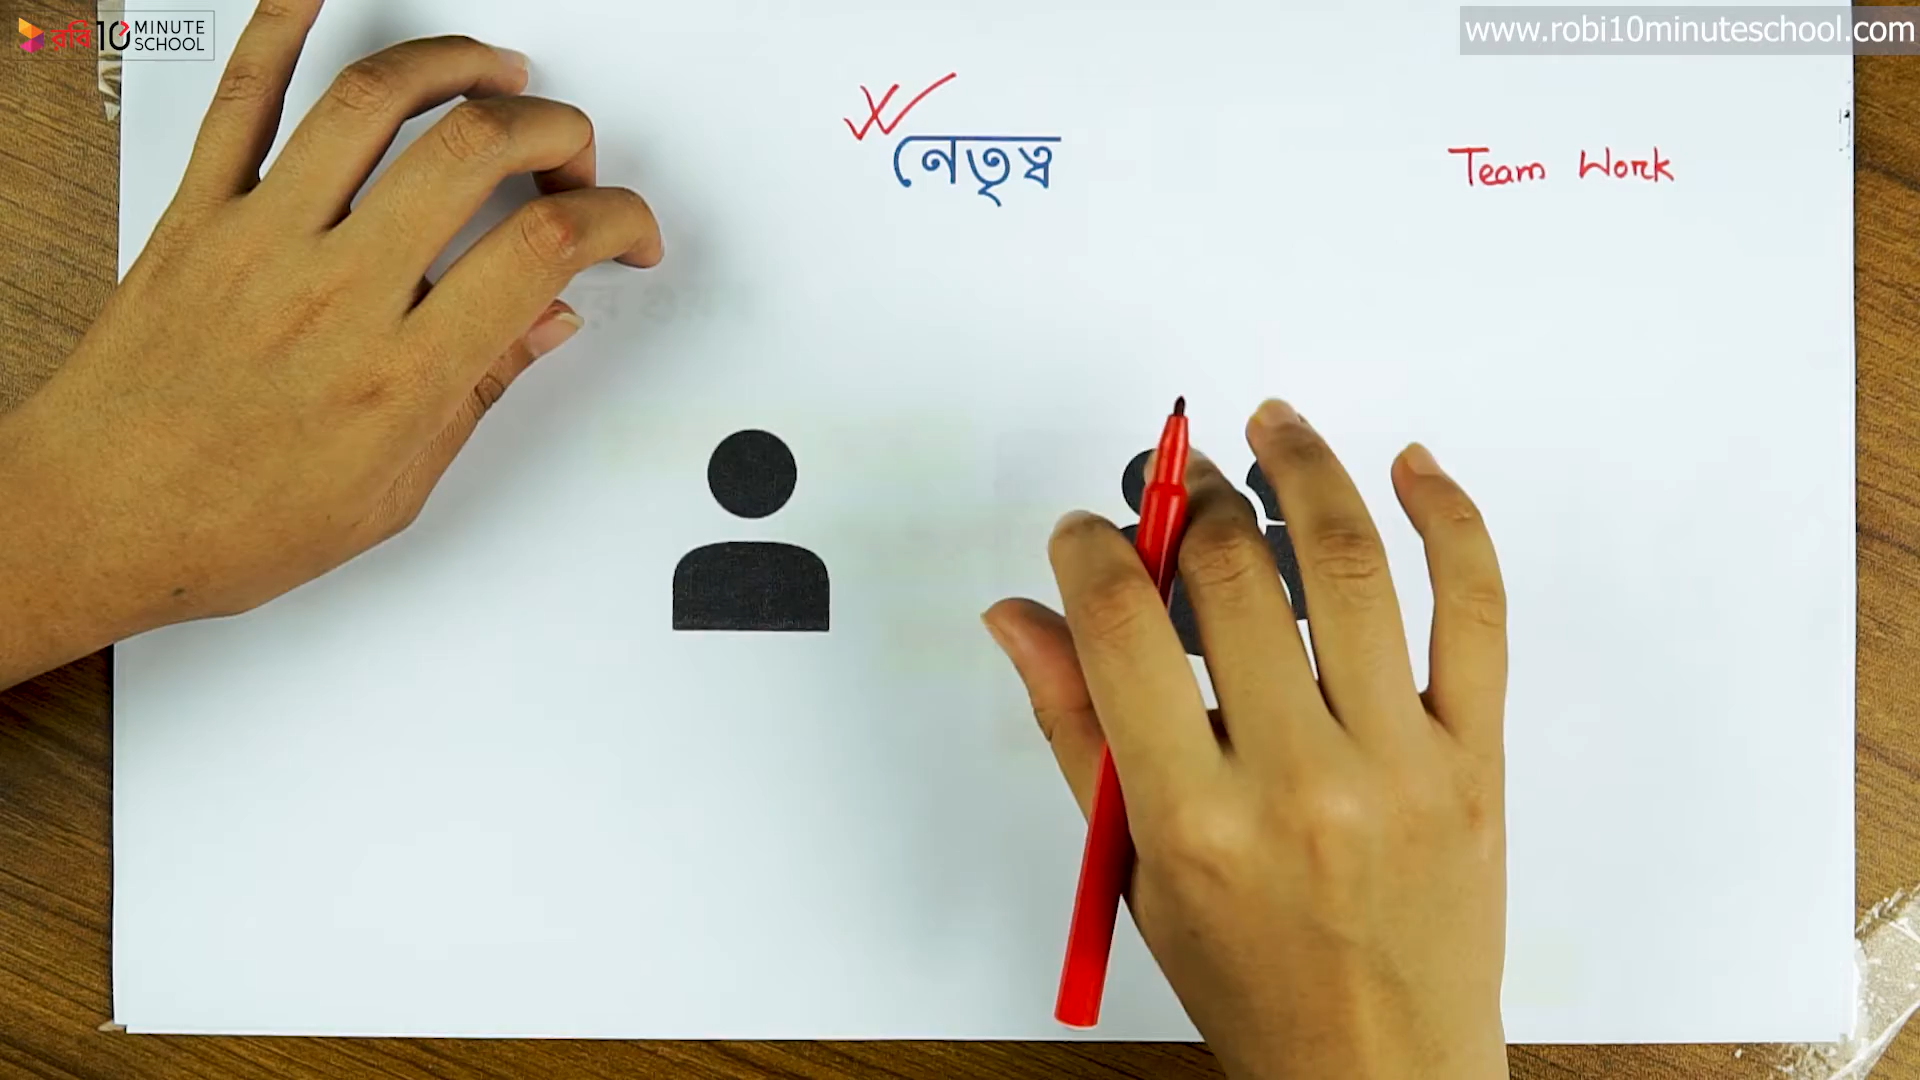 রবি 10 MINUTE SCHOOL
www.robi10minuteschool.com
নেতৃত্ব
Team Work